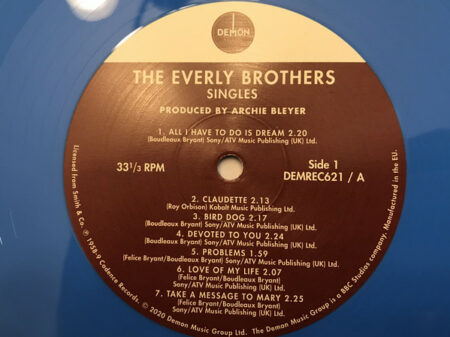 DEMON
THE EVERLY BROTHERS
SINGLES
PRODUCED BY ARCHIE BLEYER
1. ALL I HAVE TO DO IS DREAM 2.20
(Boudleaux Bryant) Sony/ATV Music Publishing (UK) Ltd.
33 1/3 RPM
Side 1
DEMREC621 / A
2. CLAUDETTE 2.13
(Roy Orbison) Kobalt Music Publishing Ltd.
3. BIRD DOG 2.17
(Boudleaux Bryant) Sony/ATV Music Publishing (UK) Ltd.
4. DEVOTED TO YOU 2.24
(Boudleaux Bryant) Sony/ATV Music Publishing (UK) Ltd.
5. PROBLEMS 1.59
(Felice Bryant/Boudleaux Bryant) Sony/ATV Music Publishing (UK) Ltd.
6. LOVE OF MY LIFE 2.07
(Felice Bryant/Boudleaux Bryant)
Sony/ATV Music Publishing (UK) Ltd.
7. TAKE A MESSAGE TO MARY 2.25
(Felice Bryant/Boudleaux Bryant)
Sony/ATV Music Publishing (UK) Ltd.
Licensed from Smith & Co. ℗ 1958-9 Cadence Records. © 2020 Demon Music Group Ltd. The Demon Music Group is a BBC Studios company. Manufactured in the EU.